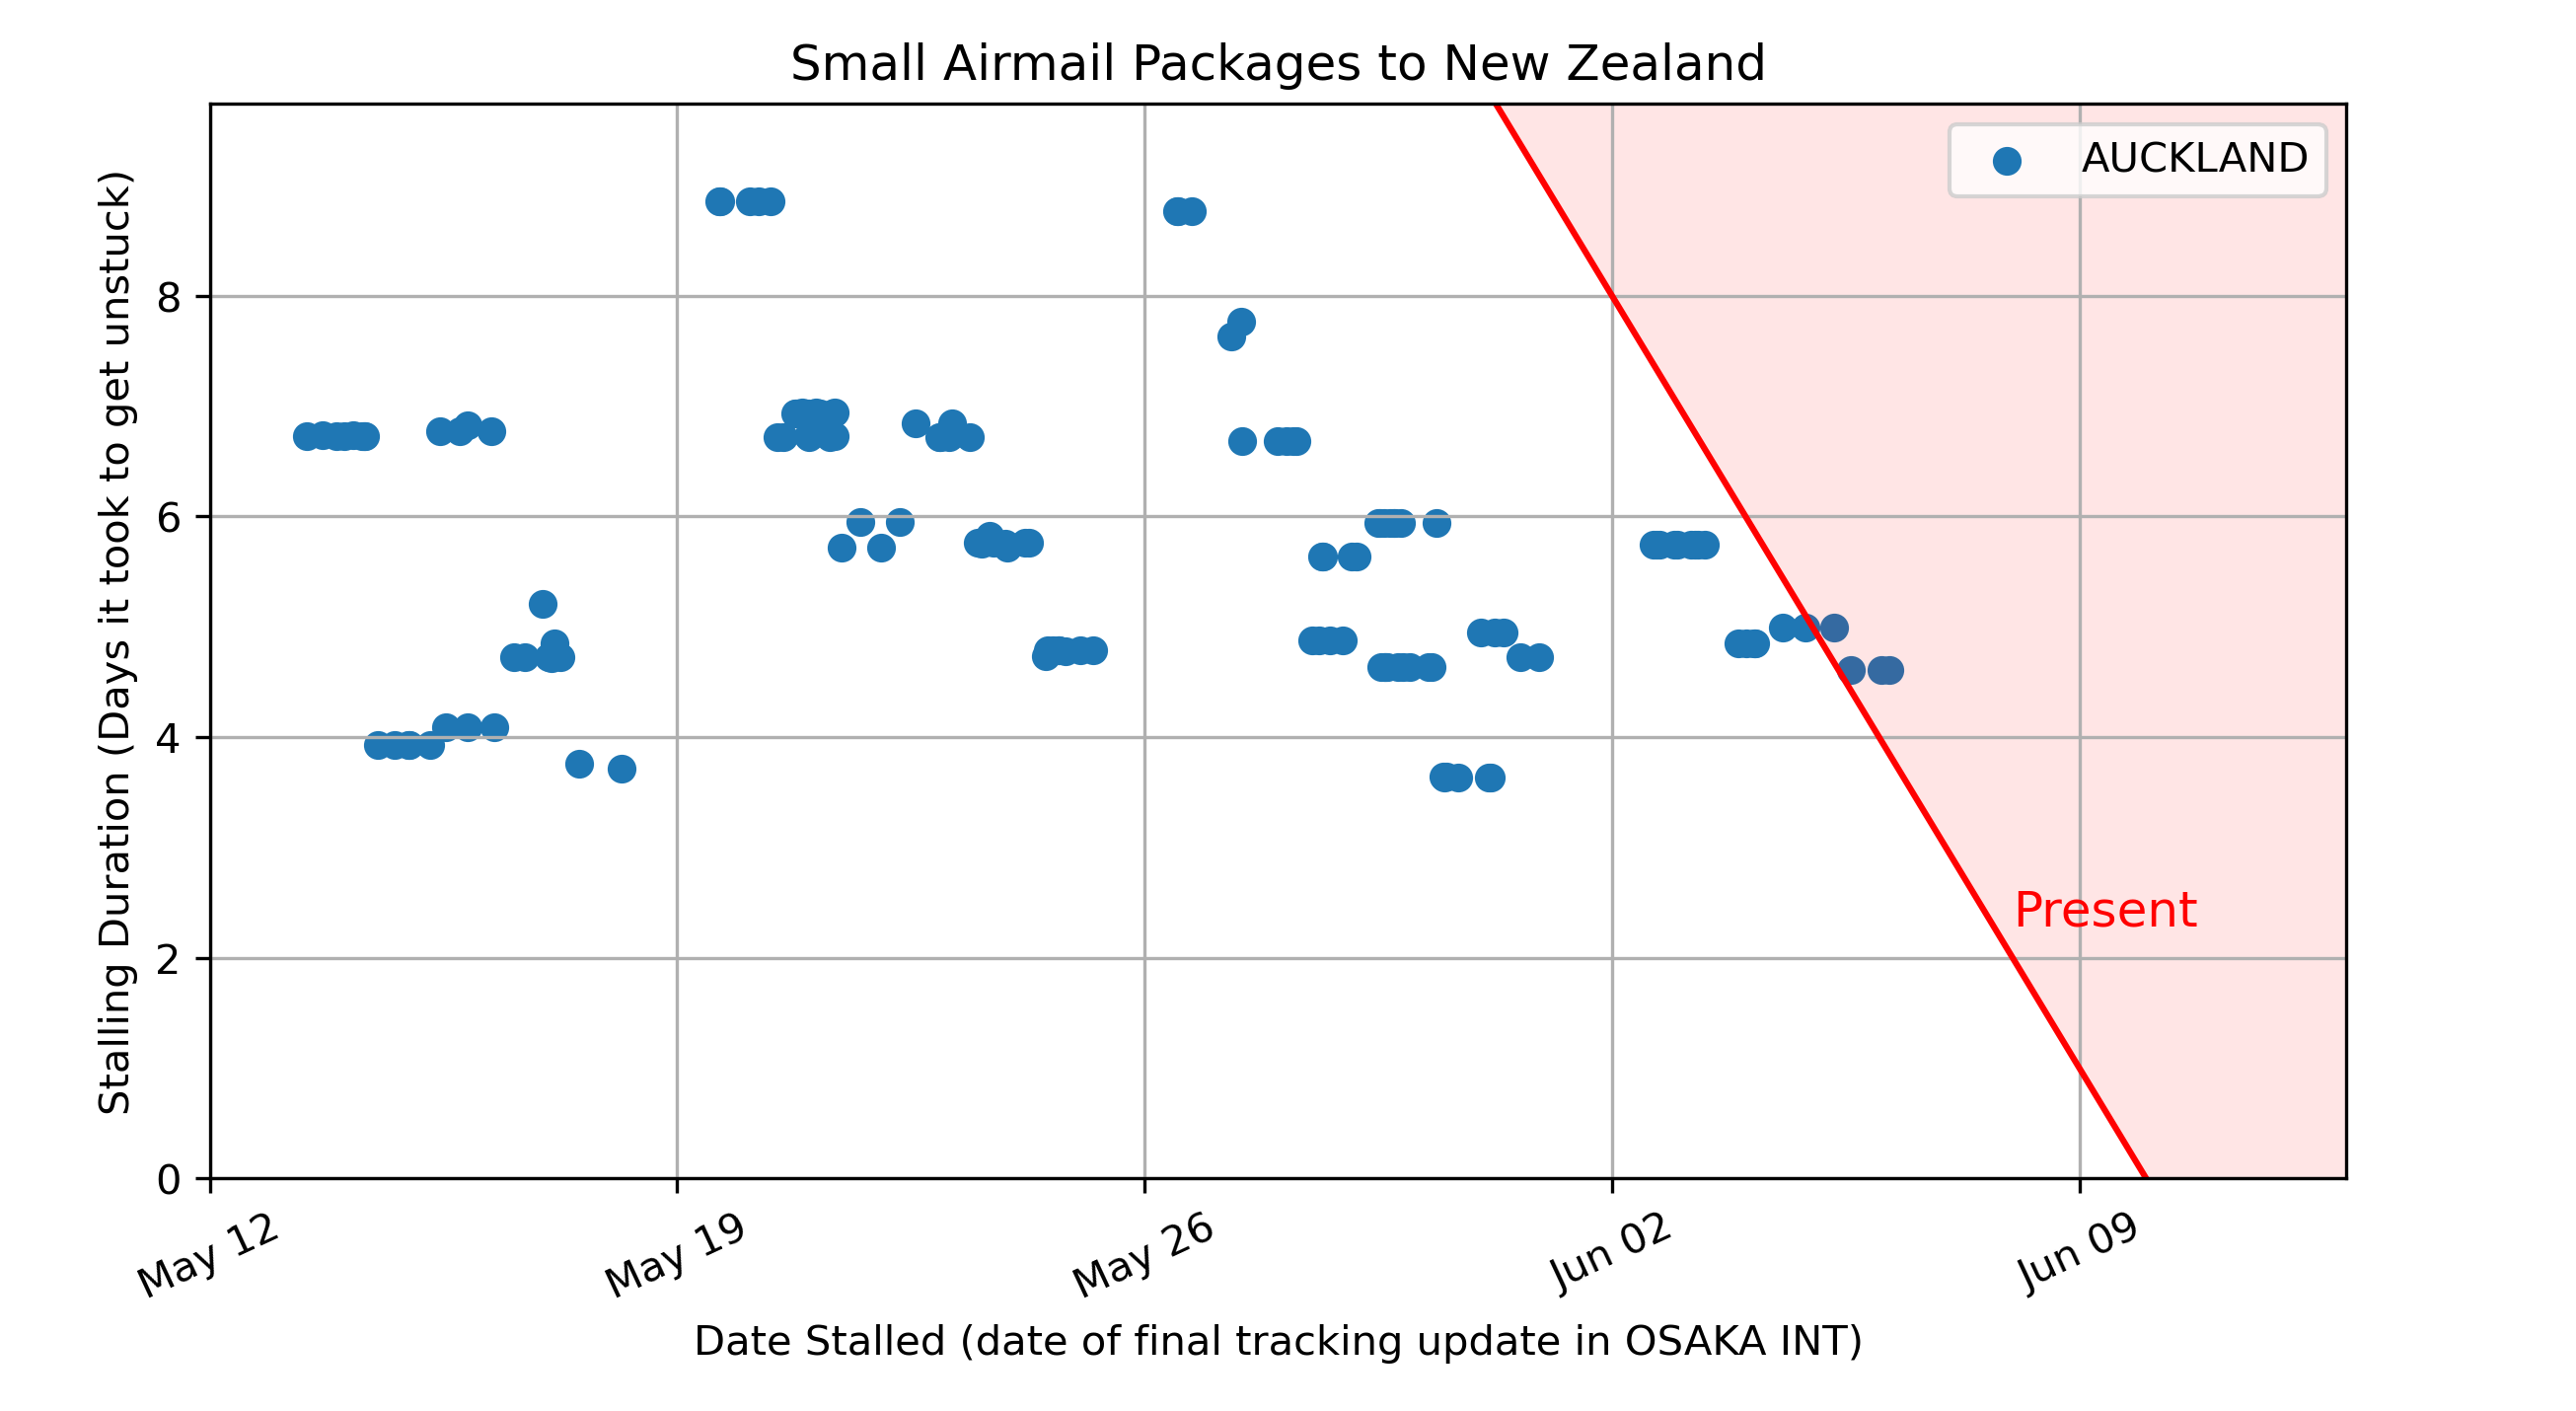 Small Airmail Packages to New Zealand
AUCKLAND
Stalling Duration (Days it took to get unstuck)
8
6
4
2
0
Present
May 12
May 19
May 26
Jun 02
Jun 09
Date Stalled (date of final tracking update in OSAKA INT)